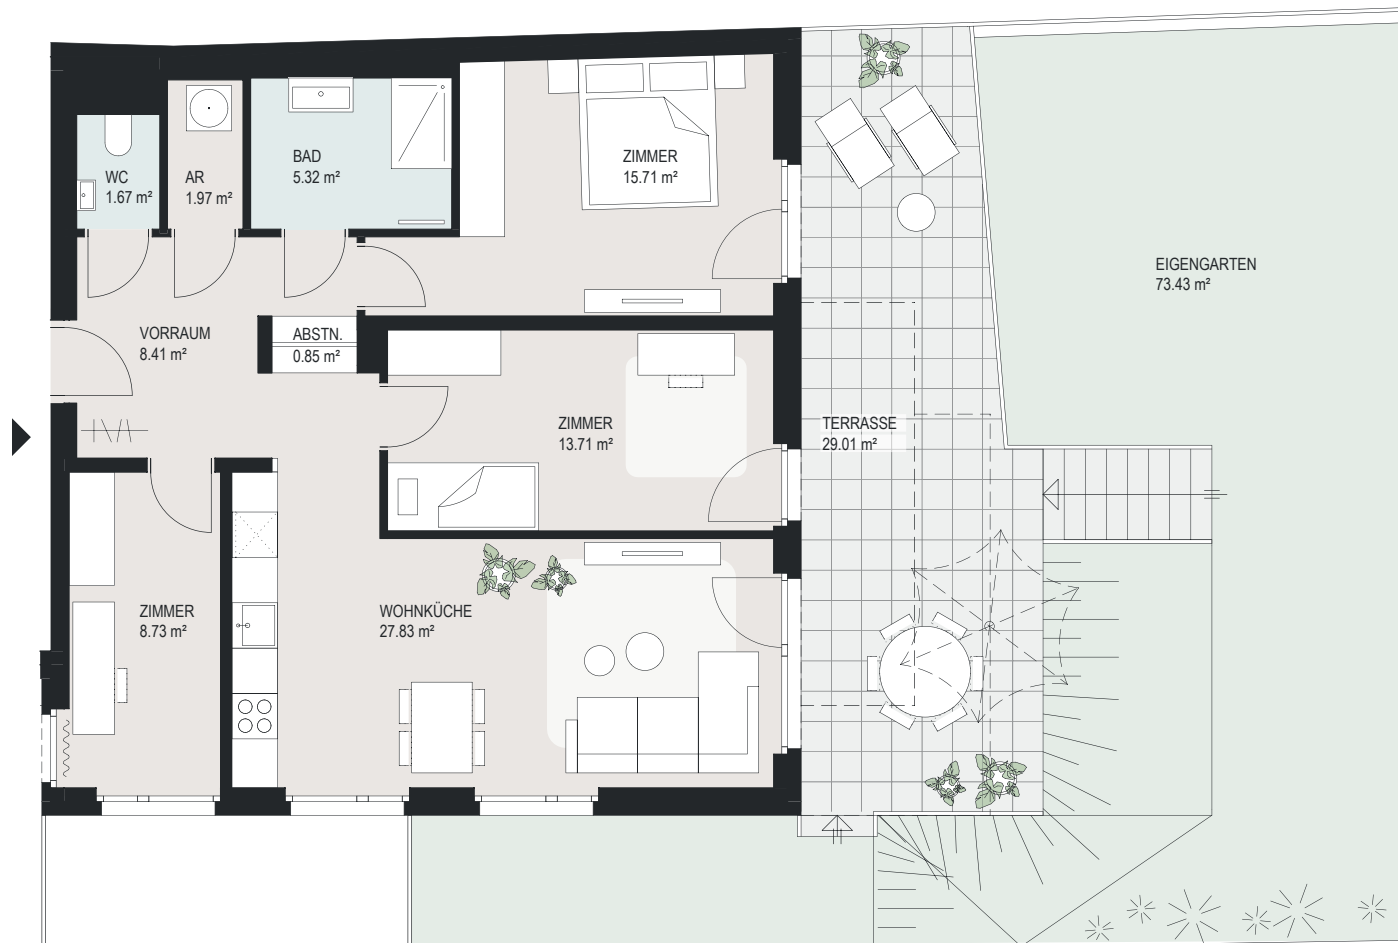 WC
1.67 m²
AR
1.97 m²
BAD
5.32 m²
ZIMMER
15.71 m²
EIGENGARTEN
73.43 m²
VORRAUM
8.41 m²
ABSTN.
0.85 m²
ZIMMER
13.71 m²
TERRASSE
29.01 m²
ZIMMER
8.73 m²
WOHNKÜCHE
27.83 m²